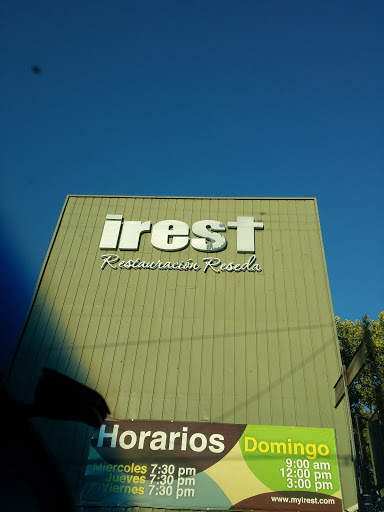 irest
Restauración Reseda
Horarios
Miercoles 7:30 pm
Jueves 7:30 pm
Viernes 7:30 pm
Domingo
9:00 am
12:00 pm
3:00 pm
www.myirest.com